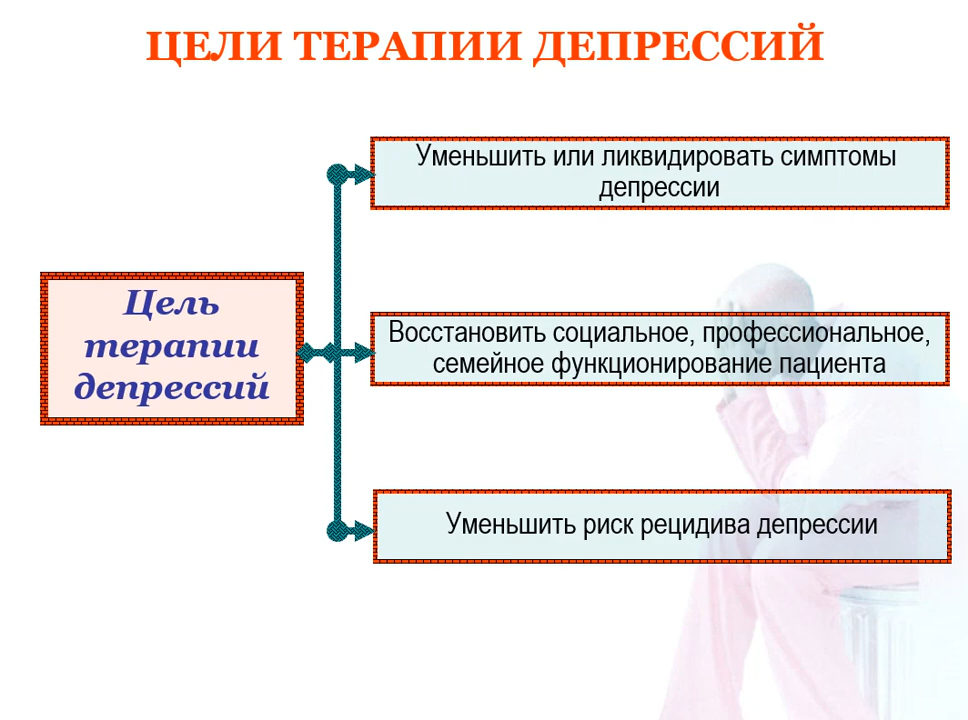 ЦЕЛИ ТЕРАПИИ ДЕПРЕССИЙ
Уменьшить или ликвидировать симптомы
депрессии
Цель
терапии
депрессий
Восстановить социальное, профессиональное,
семейное функционирование пациента
Уменьшить риск рецидива депрессии